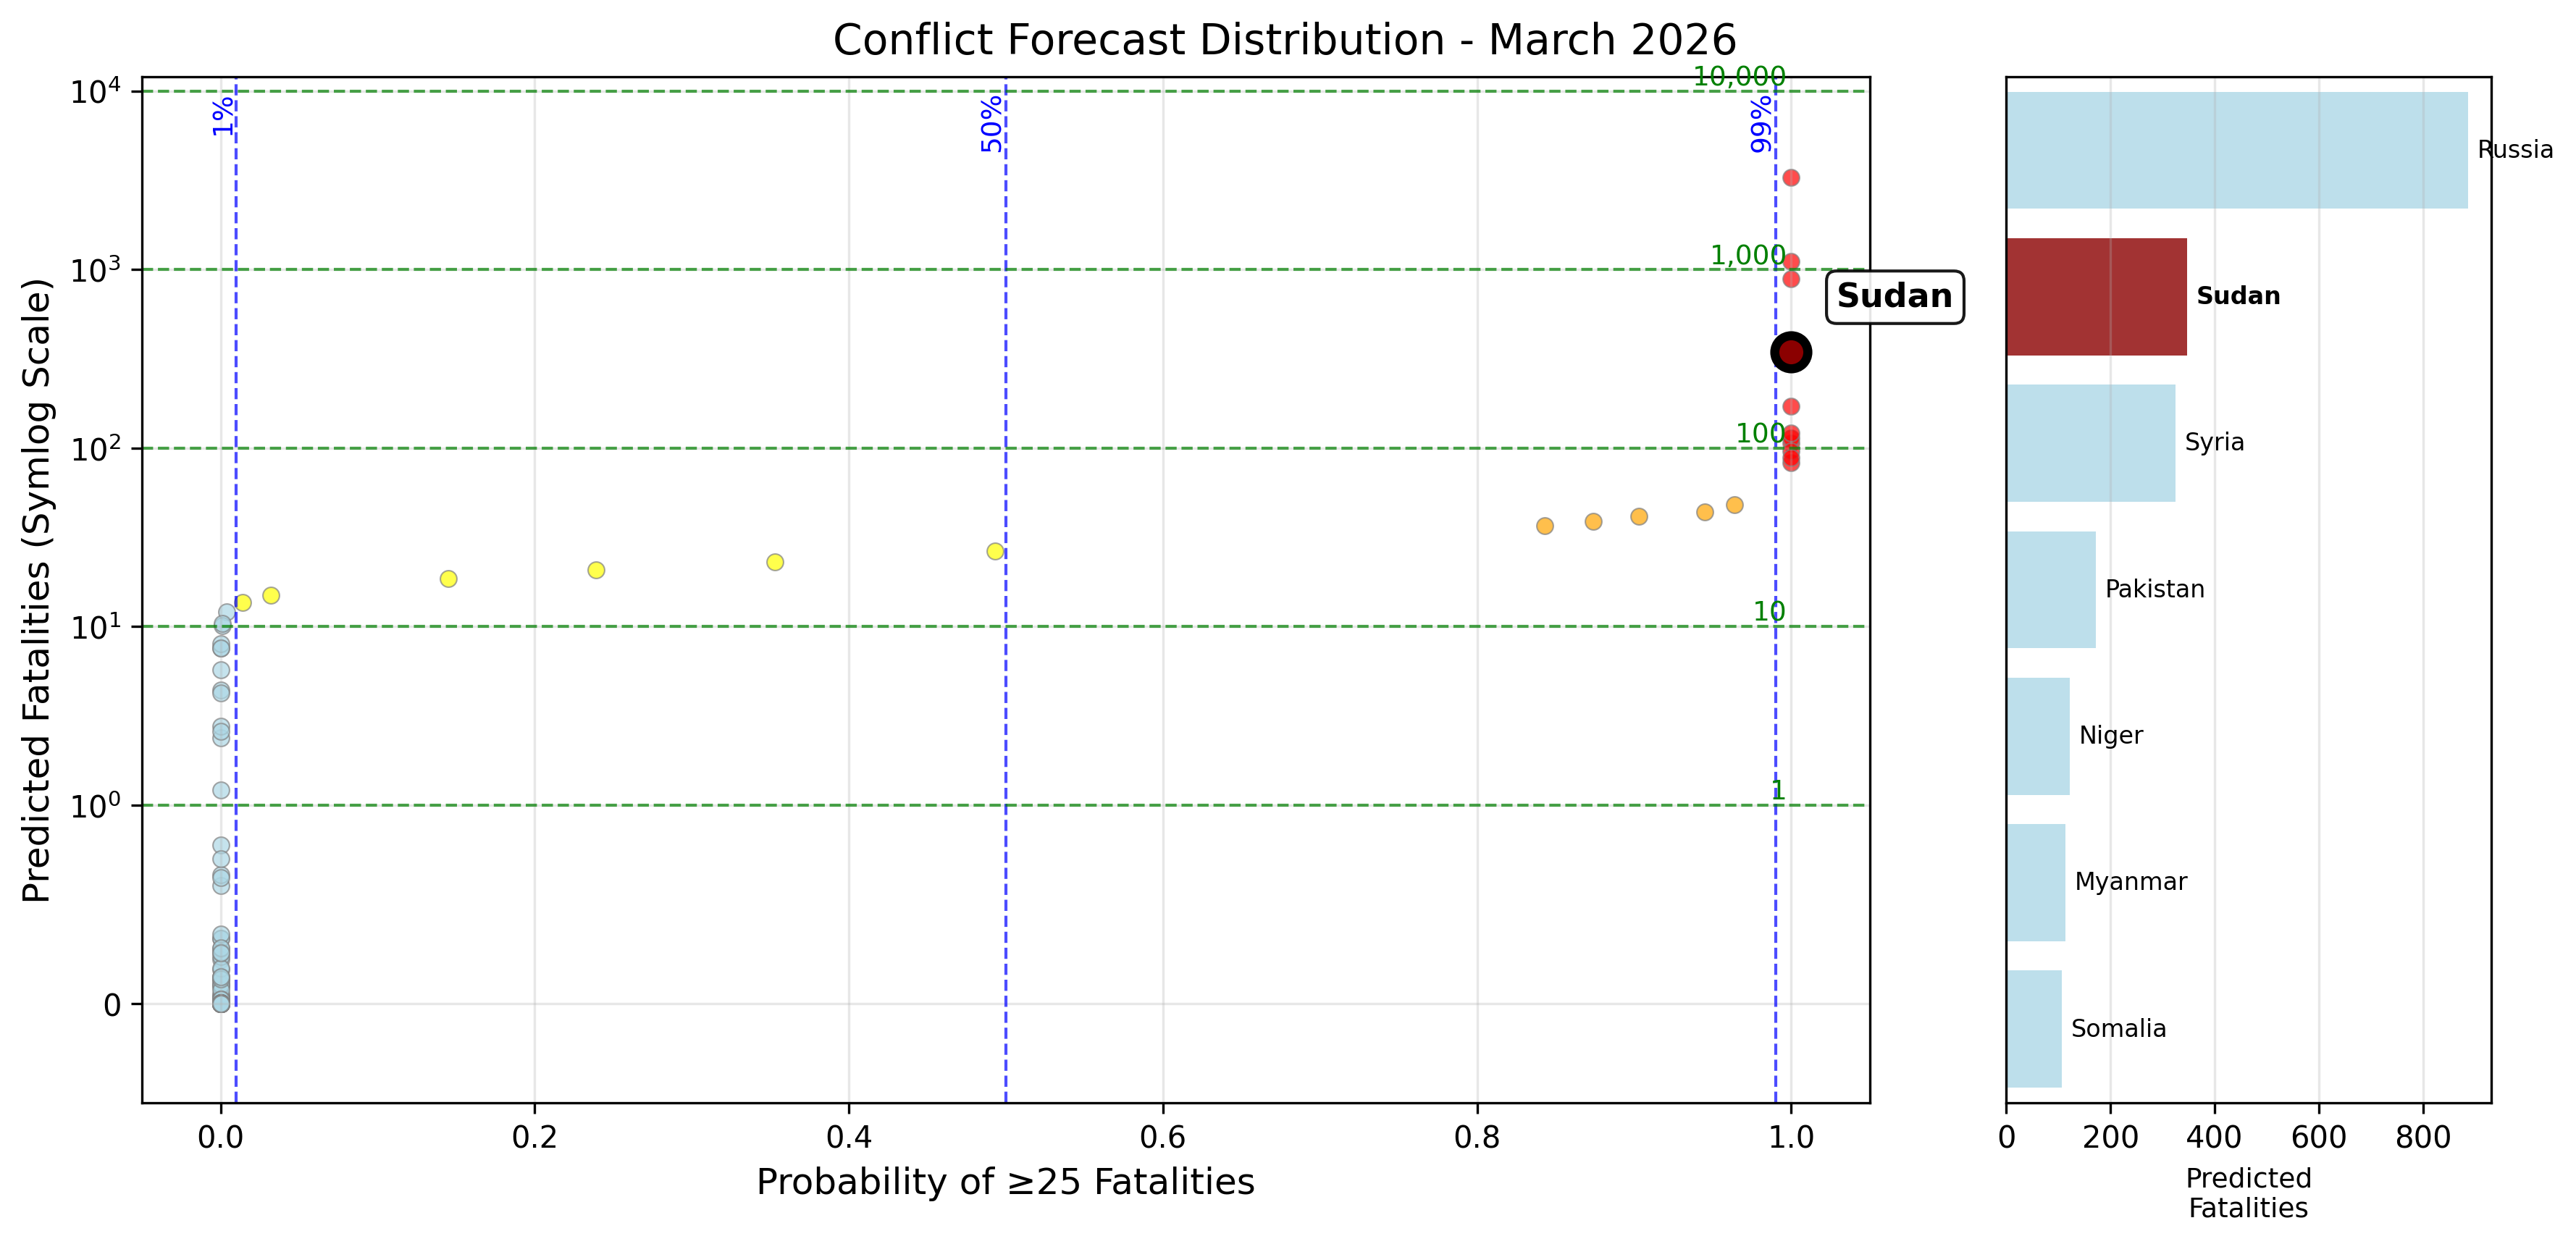 Conflict Forecast Distribution - March 2026
Predicted Fatalities (Symlog Scale)
10⁴
10³
10²
10¹
10⁰
0
1%
50%
99%
10,000
1,000
100
10
1
Sudan
0.0 0.2 0.4 0.6 0.8 1.0
Probability of ≥25 Fatalities
Russia
Sudan
Syria
Pakistan
Niger
Myanmar
Somalia
0 200 400 600 800
Predicted
Fatalities